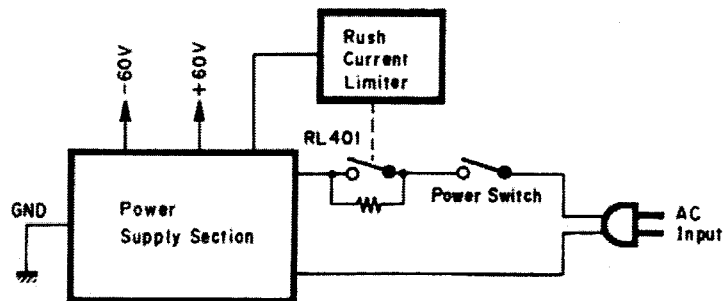 Rush
Current
Limiter
-60V
+60V
RL401
GND
Power
Supply Section
Power Switch
AC
Input